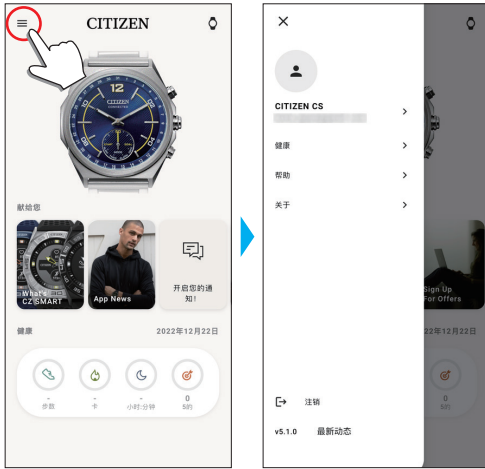 CITIZEN
12
CITIZEN
献给您
What's
CZ SMART
App News
开启您的通
知!
健康
2022年12月22日
-
步数
-
卡
-
小时:分钟
0
5的
CITIZEN CS
健康
帮助
关于
注销
v5.1.0 最新动态
Sign Up
For Offers
22年12月22日
0
5的